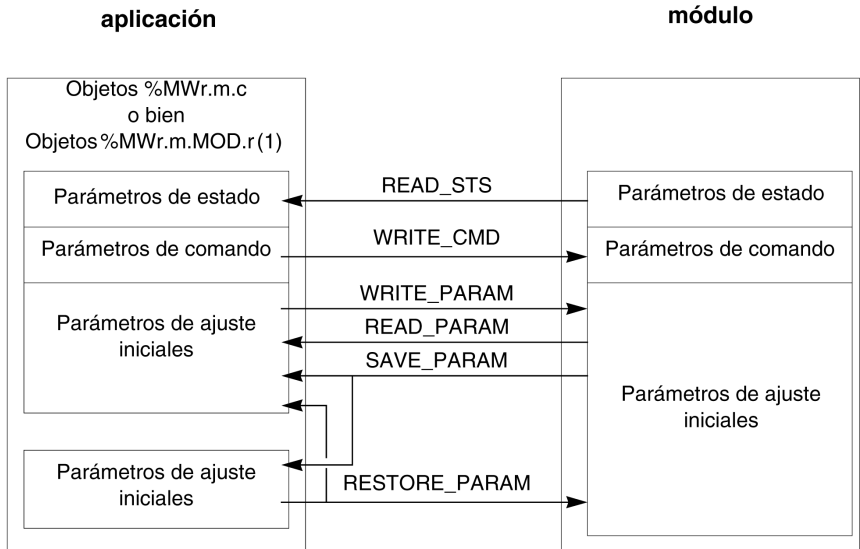 aplicación
módulo
Objetos %MWr.m.c
o bien
Objetos %MWr.m.MOD.r (1)
Parámetros de estado
READ_STS
Parámetros de estado
Parámetros de comando
WRITE_CMD
Parámetros de comando
WRITE_PARAM
Parámetros de ajuste
iniciales
READ_PARAM
SAVE_PARAM
Parámetros de ajuste
iniciales
Parámetros de ajuste
iniciales
RESTORE_PARAM